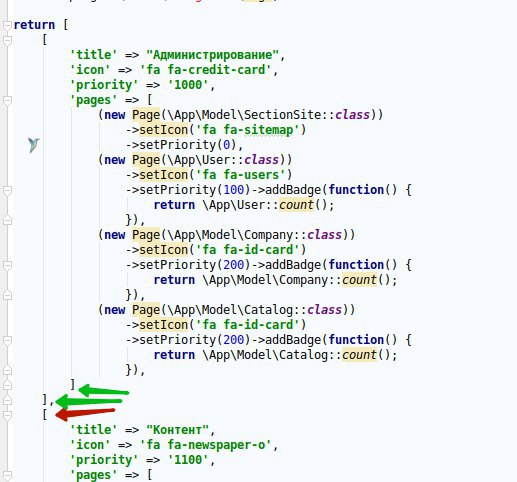 return [
[
'title' => "Администрирование",
'icon' => 'fa fa-credit-card',
'priority' => '1000',
'pages' => [
(new Page(\App\Model\SectionSite::class))
->setIcon('fa fa-sitemap')
->setPriority(0),
(new Page(\App\User::class))
->setIcon('fa fa-users')
->setPriority(100)->addBadge(function() {
return \App\User::count();
}),
(new Page(\App\Model\Company::class))
->setIcon('fa fa-id-card')
->setPriority(200)->addBadge(function() {
return \App\Model\Company::count();
}),
(new Page(\App\Model\Catalog::class))
->setIcon('fa fa-id-card')
->setPriority(200)->addBadge(function() {
return \App\Model\Catalog::count();
}),
]
],
[
'title' => "Контент",
'icon' => 'fa fa-newspaper-o',
'priority' => '1100',
'pages' => [